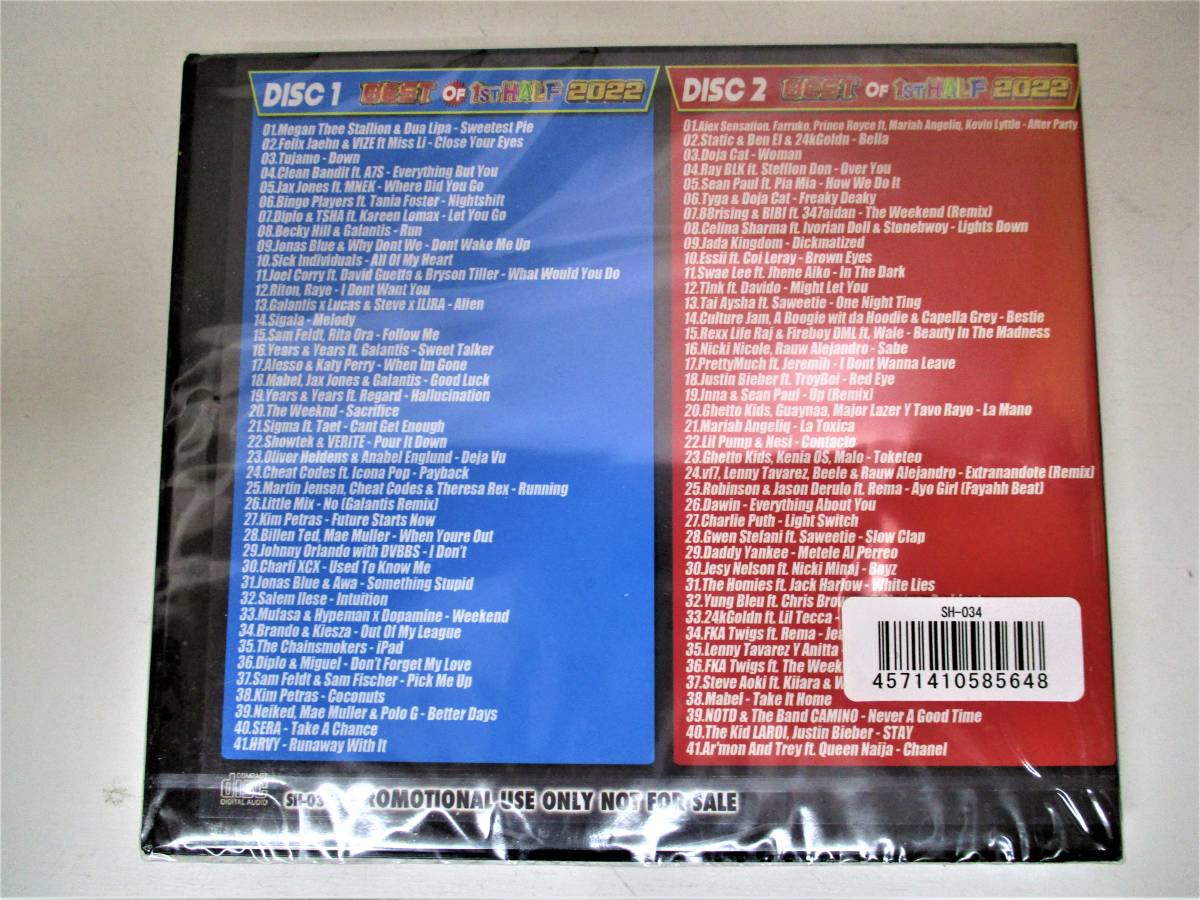 DISC 1 BEST OF 1ST HALF 2022
01.Megan Thee Stallion & Dua Lipa - Sweetest Pie
02.Felix Jaehn & VIZE ft Miss Li - Close Your Eyes
03.Tujamo - Down
04.Clean Bandit ft. A7S - Everything But You
05.Jax Jones ft. MNEK - Where Did You Go
06.Bingo Players ft. Tania Foster - Nightshift
07.Diplo & TSHA ft. Kareen Lomax - Let You Go
08.Becky Hill & Galantis - Run
09.Jonas Blue & Why Dont We - Dont Wake Me Up
10.Sick Individuals - All Of My Heart
11.Joel Corry ft. David Guetta & Bryson Tiller - What Would You Do
12.Riton, Raye - I Dont Want You
13.Galantis x Lucas & Steve x ILIRA - Alien
14.Sigala - Melody
15.Sam Feldt, Rita Ora - Follow Me
16.Years & Years ft. Galantis - Sweet Talker
17.Alesso & Katy Perry - When Im Gone
18.Mabel, Jax Jones & Galantis - Good Luck
19.Years & Years ft. Regard - Hallucination
20.The Weeknd - Sacrifice
21.Sigma ft. Taet - Cant Get Enough
22.Showtek & VERITE - Pour It Down
23.Oliver Heldens & Anabel Englund - Deja Vu
24.Cheat Codes ft. Icona Pop - Payback
25.Martin Jensen, Cheat Codes & Theresa Rex - Running
26.Little Mix - No (Galantis Remix)
27.Kim Petras - Future Starts Now
28.Billen Ted, Mae Muller - When Youre Out
29.Johnny Orlando with DVBBS - I Don't
30.Charli XCX - Used To Know Me
31.Jonas Blue & Awa - Something Stupid
32.Salem Ilese - Intuition
33.Mufasa & Hypeman x Dopamine - Weekend
34.Brando & Kiesza - Out Of My League
35.The Chainsmokers - iPad
36.Diplo & Miguel - Don't Forget My Love
37.Sam Feldt & Sam Fischer - Pick Me Up
38.Kim Petras - Coconuts
39.Neiked, Mae Muller & Polo G - Better Days
40.SERA - Take A Chance
41.HRVY - Runaway With It
DISC 2 BEST OF 1ST HALF 2022
01.Alex Sensation, Farruko, Prince Royce ft. Mariah Angeliq, Kevin Lyttle - After Party
02.Static & Ben El & 24kGoldn - Bella
03.Doja Cat - Woman
04.Ray BLK ft. Stefflon Don - Over You
05.Sean Paul ft. Pia Mia - How We Do It
06.Tyga & Doja Cat - Freaky Deaky
07.88rising & BIBI ft. 347aidan - The Weekend (Remix)
08.Celina Sharma ft. Ivorian Doll & Stonebwoy - Lights Down
09.Jada Kingdom - Dickmatized
10.Essii ft. Coi Leray - Brown Eyes
11.Swae Lee ft. Jhene Aiko - In The Dark
12.TInk ft. Davido - Might Let You
13.Tai Aysha ft. Saweetie - One Night Ting
14.Culture Jam, A Boogie wit da Hoodie & Capella Grey - Bestie
15.Rexx Life Raj & Fireboy DML ft. Wale - Beauty In The Madness
16.Nicki Nicole, Rauw Alejandro - Sabe
17.PrettyMuch ft. Jeremih - I Dont Wanna Leave
18.Justin Bieber ft. TroyBoi - Red Eye
19.Inna & Sean Paul - Up (Remix)
20.Ghetto Kids, Guaynaa, Major Lazer Y Tavo Rayo - La Mano
21.Mariah Angeliq - La Toxica
22.Lil Pump & Nesi - Contacto
23.Ghetto Kids, Kenia OS, Malo - Toketeo
24.vf7, Lenny Tavarez, Beele & Rauw Alejandro - Extranandote (Remix)
25.Robinson & Jason Derulo ft. Rema - Ayo Girl (Fayahh Beat)
26.Dawin - Everything About You
27.Charlie Puth - Light Switch
28.Gwen Stefani ft. Saweetie - Slow Clap
29.Daddy Yankee - Metele Al Perreo
30.Jesy Nelson ft. Nicki Minaj - Boyz
31.The Homies ft. Jack Harlow - White Lies
32.Yung Bleu ft. Chris
33.24kGoldn ft. Lil Tecca -
34.FKA Twigs ft. Rema -
35.Lenny Tavarez Y Anitta -
36.FKA Twigs ft. The
37.Steve Aoki ft. Kiiara &
38.Mabel - Take It Home
39.NOTD & The Band CAMINO - Never A Good Time
40.The Kid LAROI, Justin Bieber - STAY
41.Ar'mon And Trey ft. Queen Naija - Chanel
SH-034
4571410585648
COMPACT
disc
DIGITAL AUDIO
SH-03 PROMOTIONAL USE ONLY NOT FOR SALE